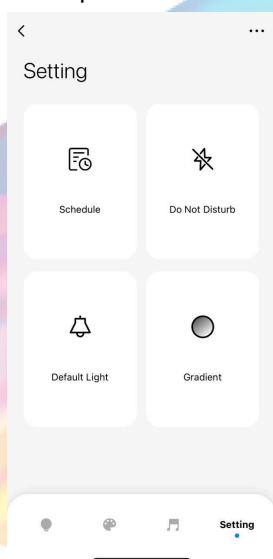 Setting
Schedule
Do Not Disturb
Default Light
Gradient
Setting